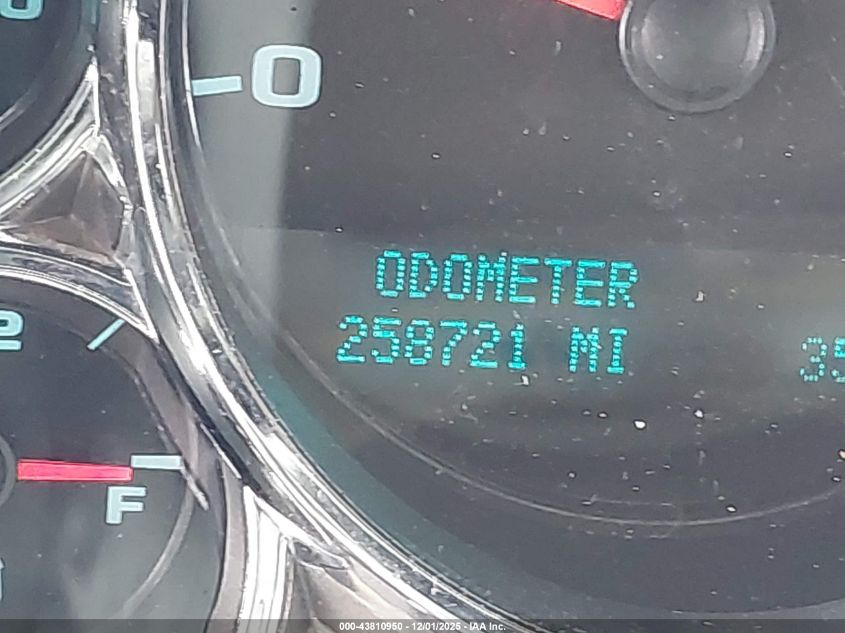 0
ODOMETER
258721 MI
2
F
000-43810950 - 12/01/2025 - IAA Inc.